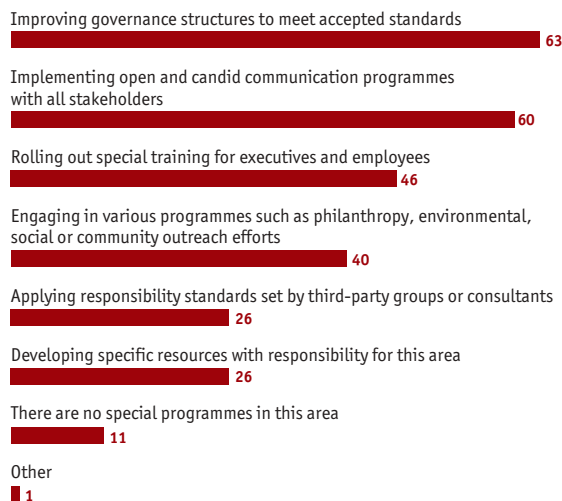 Improving governance structures to meet accepted standards
63
Implementing open and candid communication programmes
with all stakeholders
60
Rolling out special training for executives and employees
46
Engaging in various programmes such as philanthropy, environmental,
social or community outreach efforts
40
Applying responsibility standards set by third-party groups or consultants
26
Developing specific resources with responsibility for this area
26
There are no special programmes in this area
11
Other
1